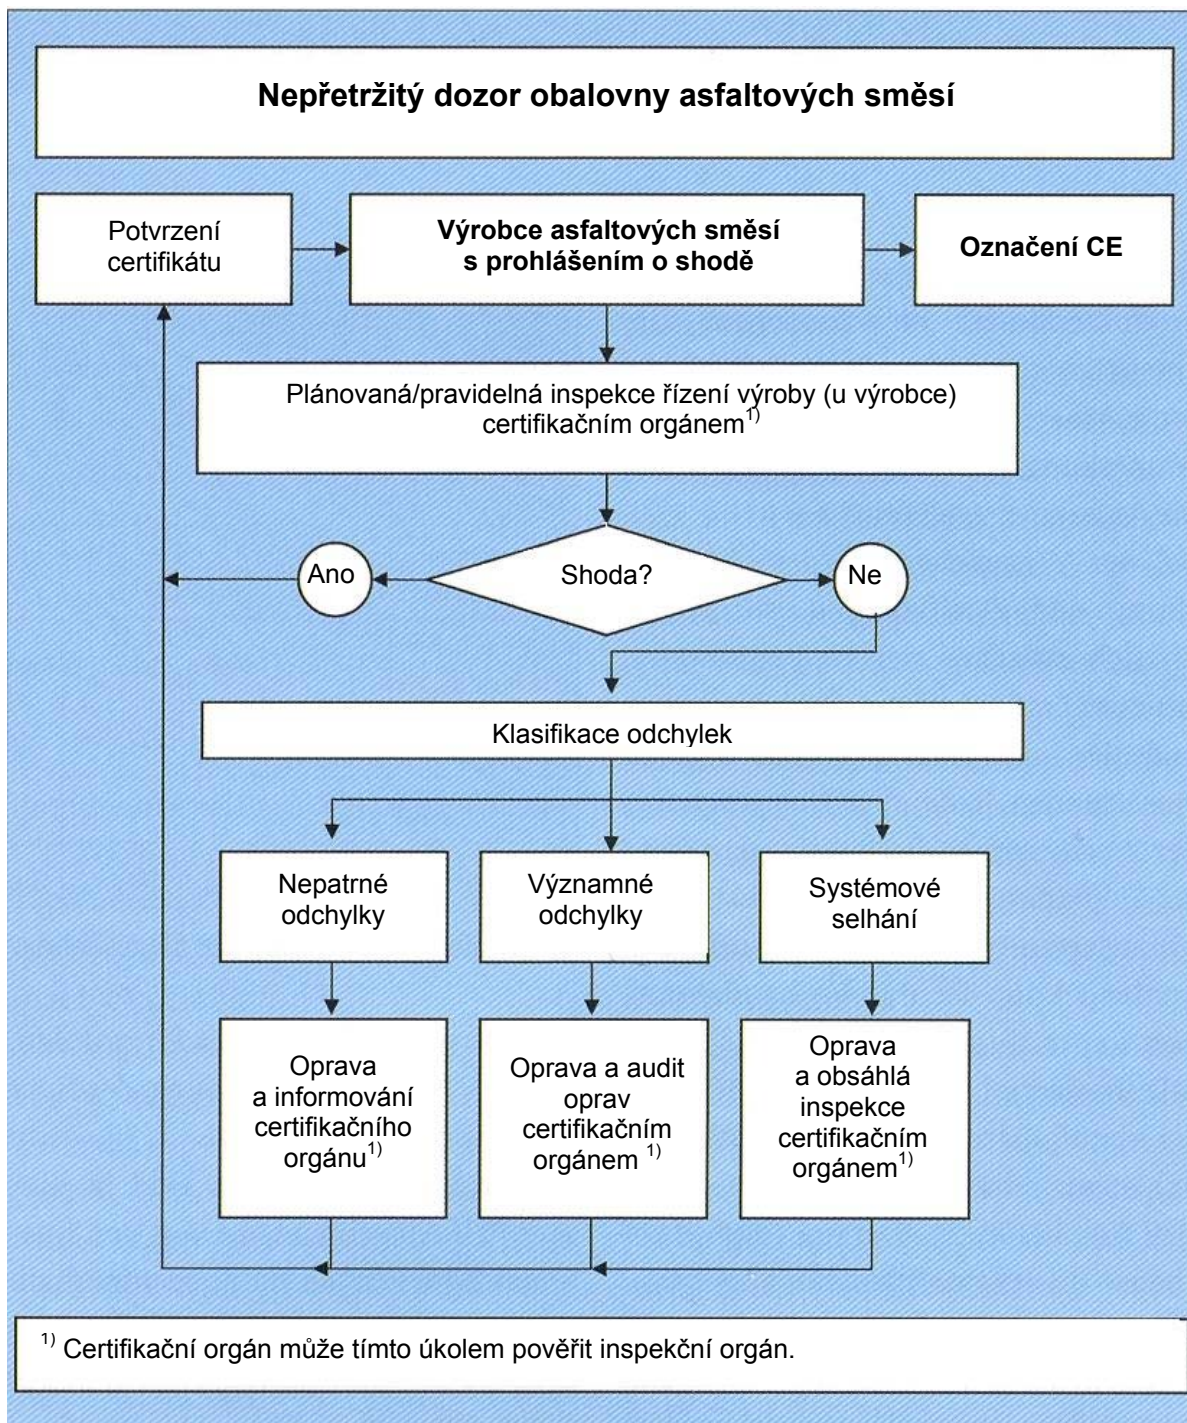 Nepřetržitý dozor obalovny asfaltových směsí
Potvrzení
certifikátu
Výrobce asfaltových směsí
s prohlášením o shodě
Označení CE
Plánovaná/pravidelná inspekce řízení výroby (u výrobce)
certifikačním orgánem1)
Ano
Shoda?
Ne
Klasifikace odchylek
Nepatrné
odchylky
Významné
odchylky
Systémové
selhání
Oprava
a informování
certifikačního
orgánu1)
Oprava a audit
oprav
certifikačním
orgánem 1)
Oprava
a obsáhlá
inspekce
certifikačním
orgánem1)
1) Certifikační orgán může tímto úkolem pověřit inspekční orgán.